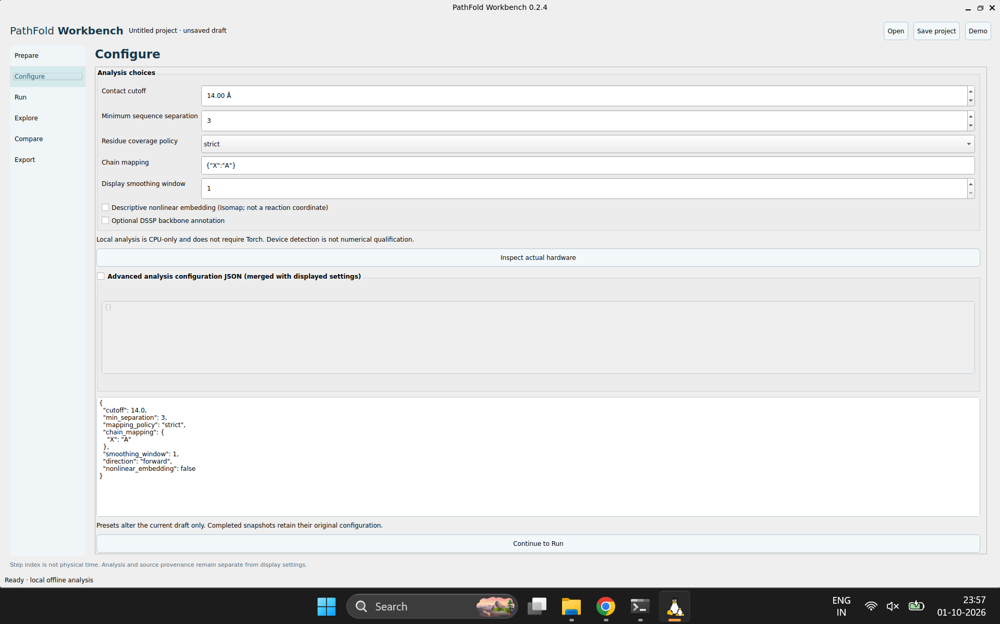 PathFold Workbench 0.2.4
PathFold Workbench Untitled project · unsaved draft Open Save project Demo
Prepare
Configure
Run
Explore
Compare
Export
Configure
Analysis choices
Contact cutoff 14.00 Å
Minimum sequence separation 3
Residue coverage policy strict
Chain mapping {"X":"A"}
Display smoothing window 1
Descriptive nonlinear embedding (Isomap; not a reaction coordinate)
Optional DSSP backbone annotation
Local analysis is CPU-only and does not require Torch. Device detection is not numerical qualification.
Inspect actual hardware
Advanced analysis configuration JSON (merged with displayed settings)
{}
{
"cutoff": 14.0,
"min_separation": 3,
"mapping_policy": "strict",
"chain_mapping": {
"X": "A"
},
"smoothing_window": 1,
"direction": "forward",
"nonlinear_embedding": false
}
Presets alter the current draft only. Completed snapshots retain their original configuration.
Continue to Run
Step index is not physical time. Analysis and source provenance remain separate from display settings.
Ready · local offline analysis
Search
ENG
IN
23:57
01-10-2026